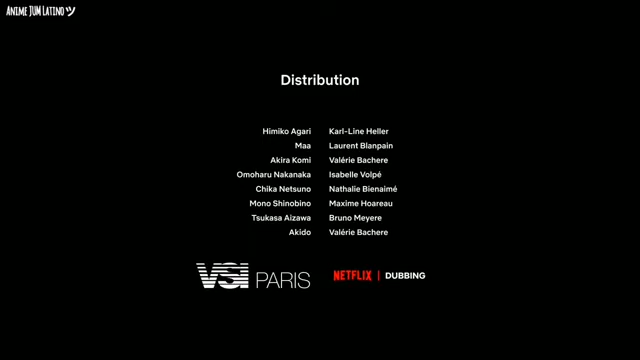 ANIME JUM LATINO ツ
Distribution
Himiko Agari Karl-Line Heller
Maa Laurent Blanpain
Akira Komi Valérie Bachere
Omoharu Nakanaka Isabelle Volpé
Chika Netsuno Nathalie Bienaimé
Mono Shinobino Maxime Hoareau
Tsukasa Aizawa Bruno Meyere
Akido Valérie Bachere
VSI PARIS NETFLIX | DUBBING